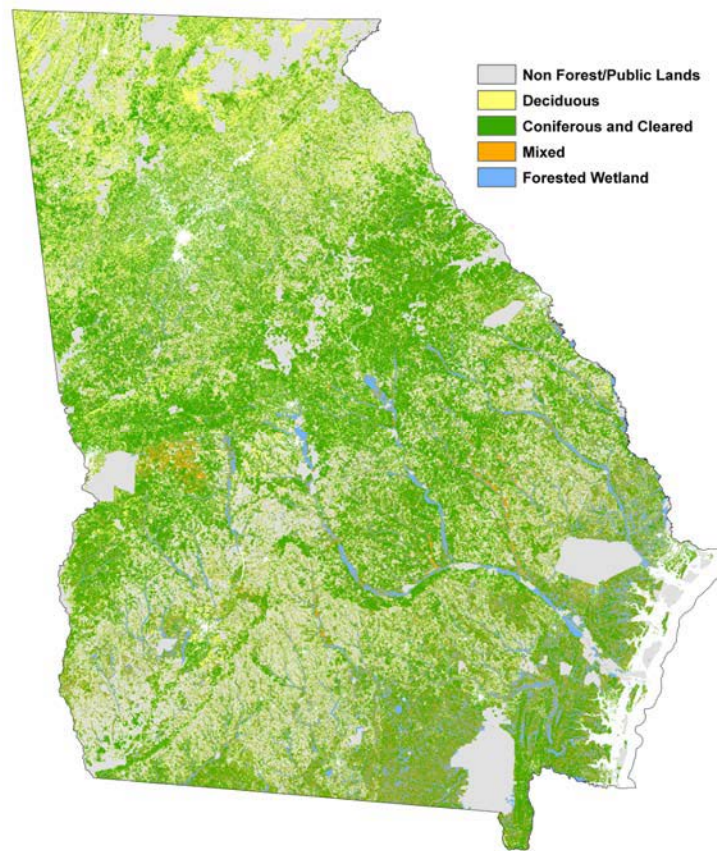 Non Forest/Public Lands
Deciduous
Coniferous and Cleared
Mixed
Forested Wetland